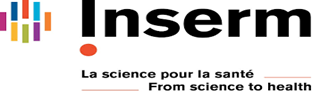 Inserm
La science pour la santé
From science to health